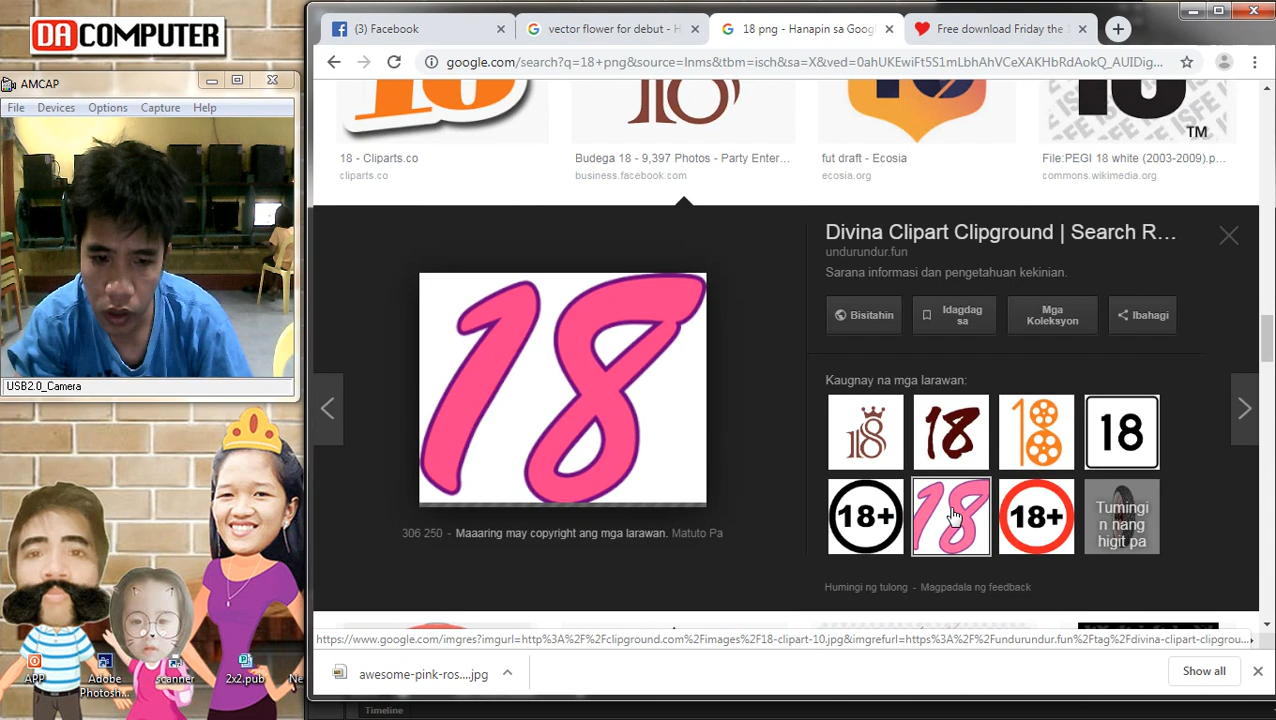 DA COMPUTER
AMCAP
File Devices Options Capture Help
USB2.0_Camera
APP
Adobe Photosh...
scanner
2x2.pub
Ne
(3) Facebook
vector flower for debut - H
18 png - Hanapin sa Goog
Free download Friday the
google.com/search?q=18+png&source=lnms&tbm=isch&sa=X&ved=0ahUKEwiFt5S1mLbhAhVCeXAKHbRdAokQ_AUIDig...
18
18
TM
18 - Cliparts.co
cliparts.co
Budega 18 - 9,397 Photos - Party Enter...
business.facebook.com
fut draft - Ecosia
ecosia.org
File:PEGI 18 white (2003-2009).p...
commons.wikimedia.org
18
Divina Clipart Clipground | Search R...
undurundur.fun
Sarana informasi dan pengetahuan kekinian.
Bisitahin
Idagdag sa
Mga Koleksyon
Ibahagi
Kaugnay na mga larawan:
18
18
18
18
18+
18
18+
Tumingi
n nang
higit pa
306 250 - Maaaring may copyright ang mga larawan. Matuto Pa
Humingi ng tulong - Magpadala ng feedback
https://www.google.com/imgres?imgurl=http%3A%2F%2Fclipground.com%2Fimages%2F18-clipart-10.jpg&imgrefurl=https%3A%2F%2Fundurundur.fun%2Ftag%2Fdivina-clipart-clipgrou...
awesome-pink-ros....jpg
Show all
Timeline